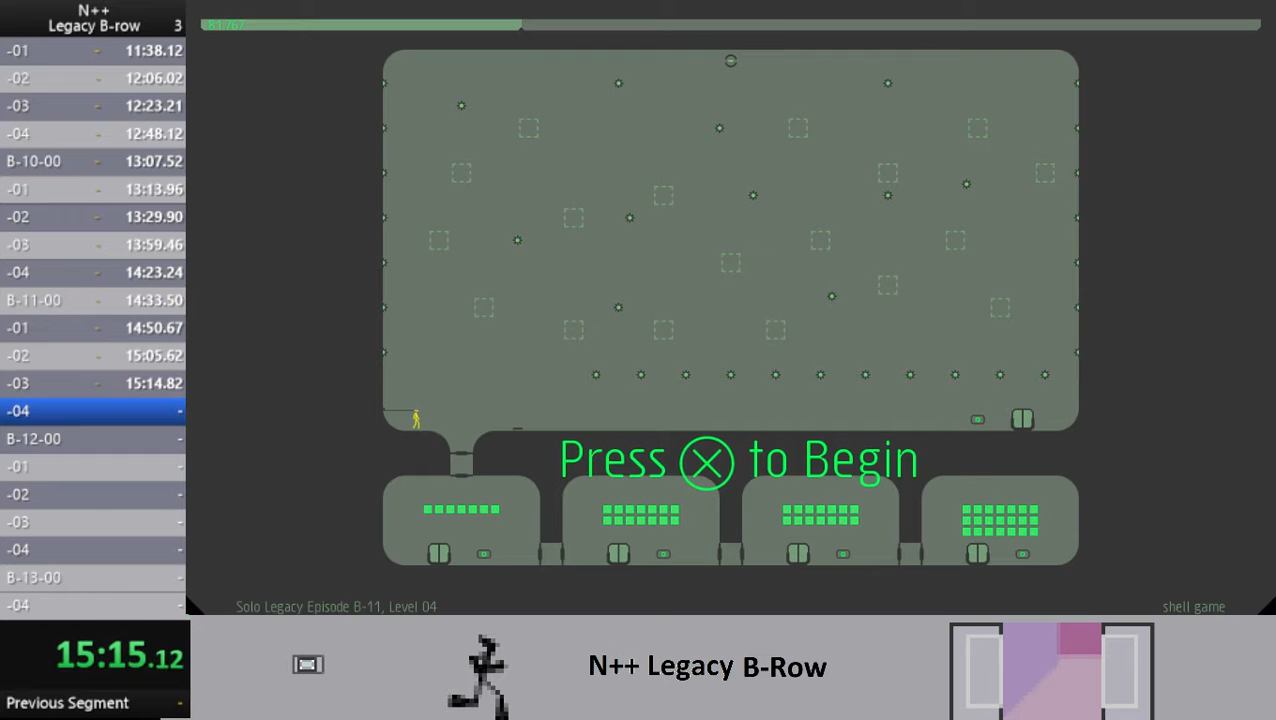 N++
Legacy B-row 3
-01 - 11:38.12
-02 - 12:06.02
-03 - 12:23.21
-04 - 12:48.12
B-10-00 - 13:07.52
-01 - 13:13.96
-02 - 13:29.90
-03 - 13:59.46
-04 - 14:23.24
B-11-00 - 14:33.50
-01 - 14:50.67
-02 - 15:05.62
-03 - 15:14.82
-04 -
B-12-00 -
-01 -
-02 -
-03 -
-04 -
B-13-00 -
-04 -
15:15.12
Previous Segment -
81.767
Press to Begin
Solo Legacy Episode B-11, Level 04
shell game
N++ Legacy B-Row